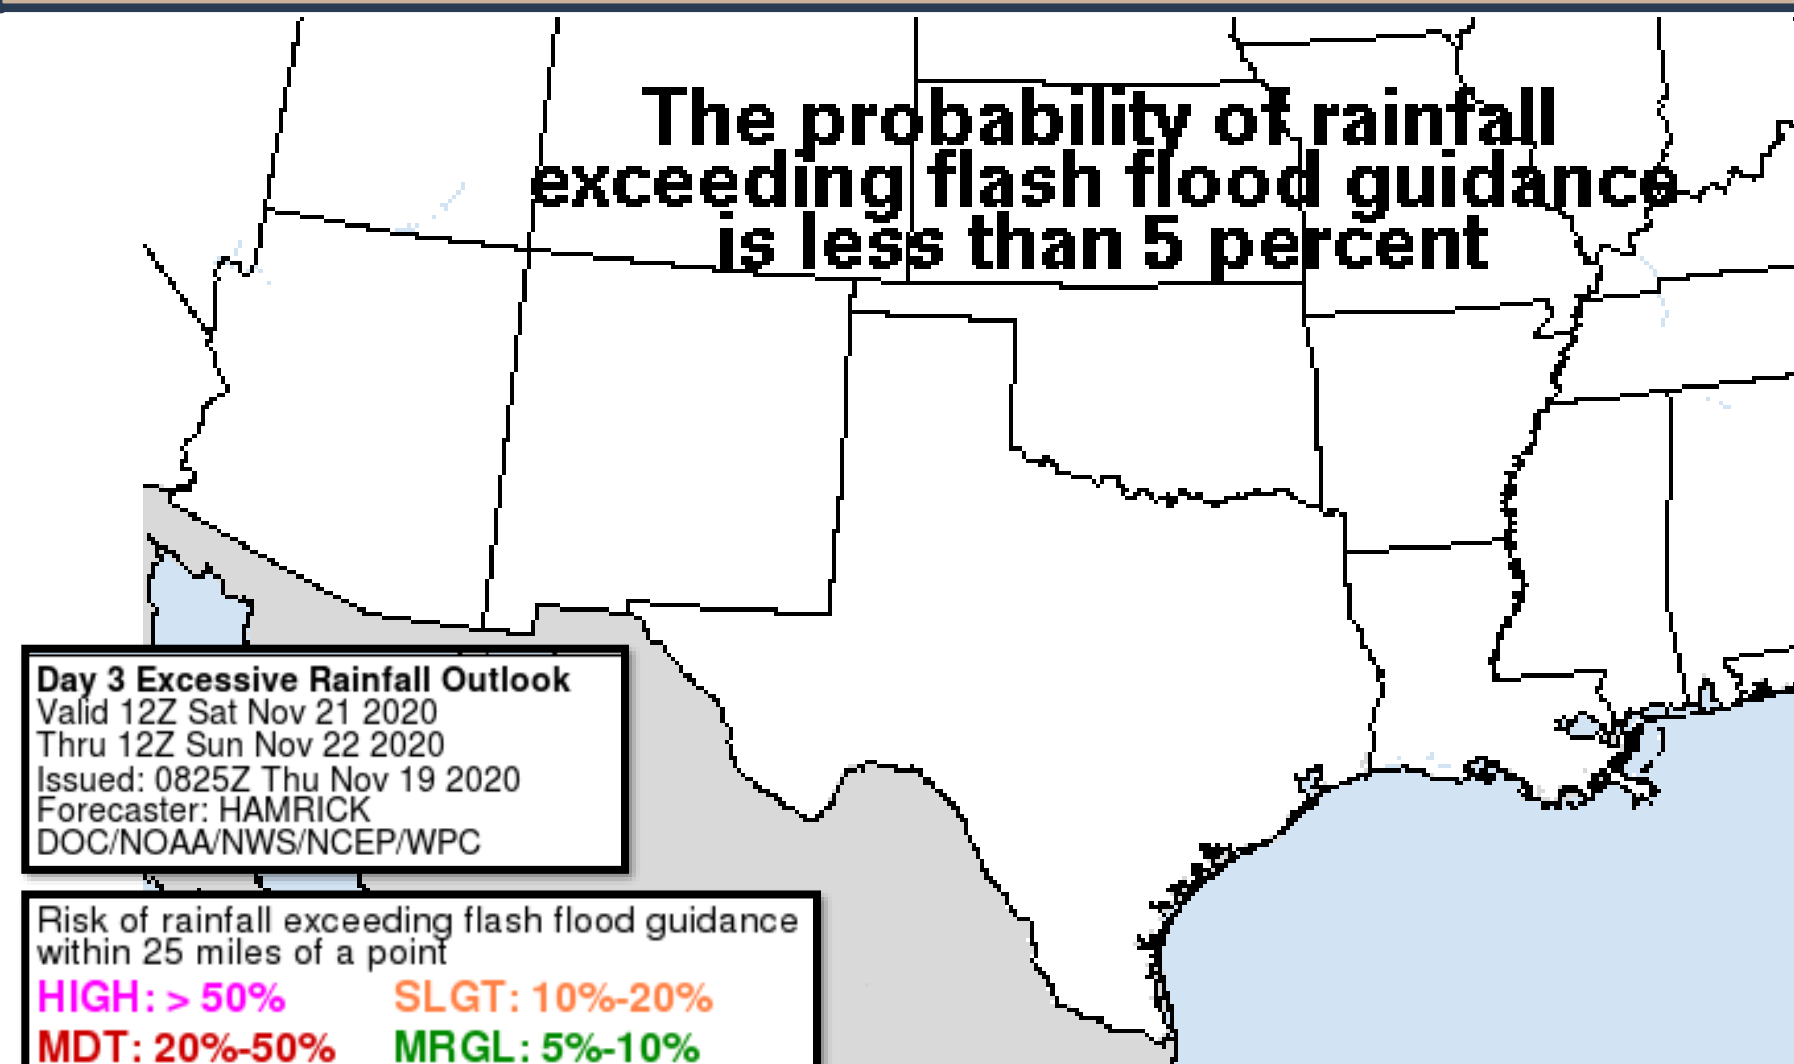 The probability of rainfall
exceeding flash flood guidance
is less than 5 percent
Day 3 Excessive Rainfall Outlook
Valid 12Z Sat Nov 21 2020
Thru 12Z Sun Nov 22 2020
Issued: 0825Z Thu Nov 19 2020
Forecaster: HAMRICK
DOC/NOAA/NWS/NCEP/WPC
Risk of rainfall exceeding flash flood guidance
within 25 miles of a point
HIGH: > 50% SLGT: 10%-20%
MDT: 20%-50% MRGL: 5%-10%